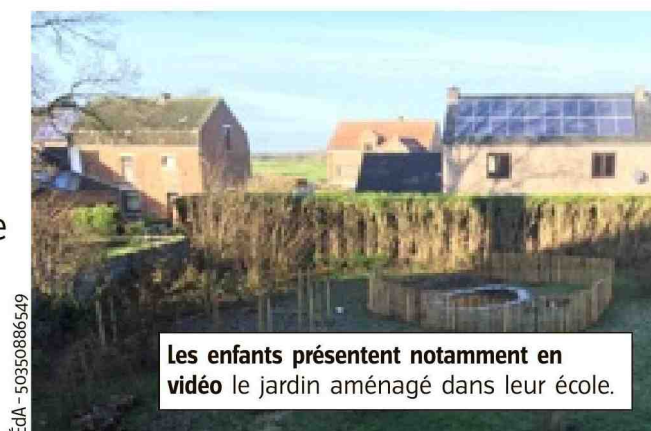 Les enfants présentent notamment en
vidéo le jardin aménagé dans leur école.
ÉdA – 50350886549